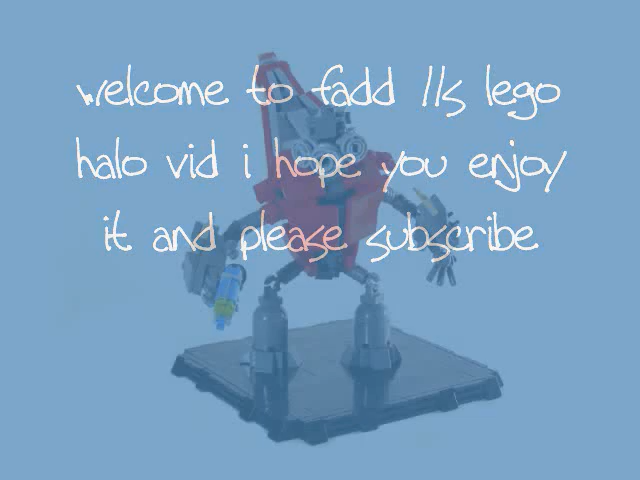 welcome to fadd 11s lego
halo vid i hope you enjoy
it and please subscribe